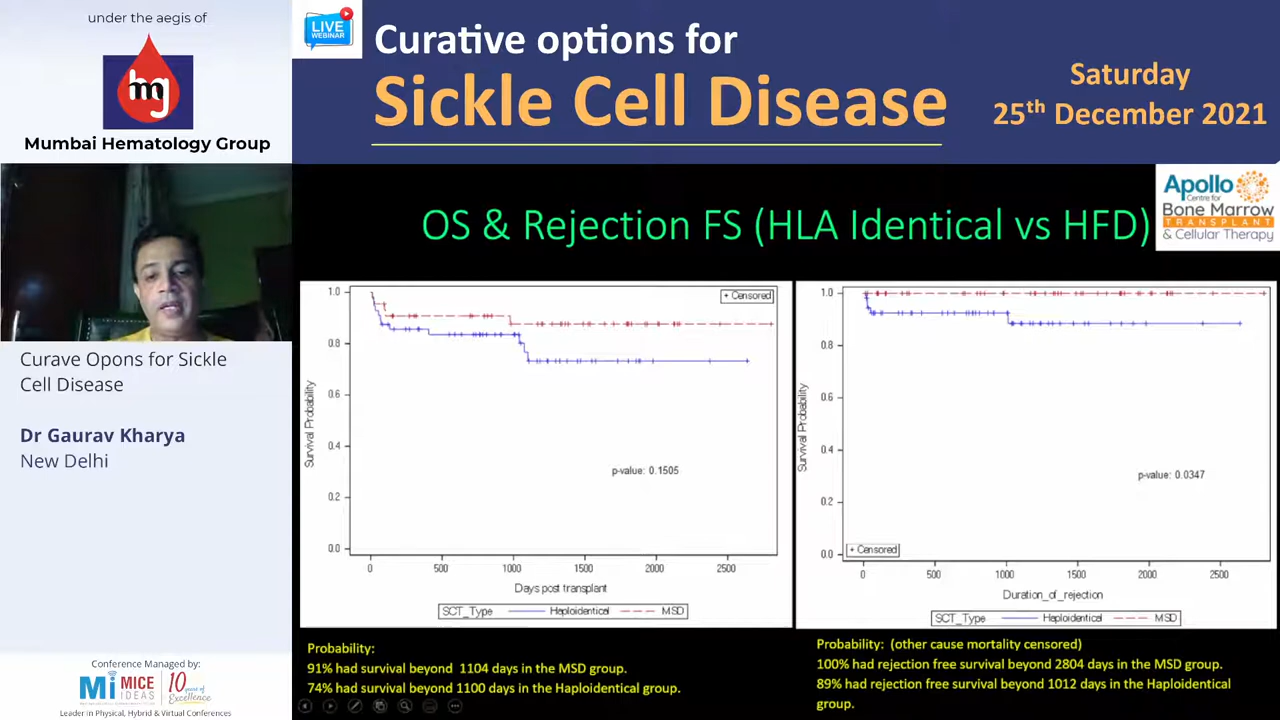 under the aegis of
mg
Mumbai Hematology Group
LIVE
WEBINAR
Curative options for
Sickle Cell Disease
Saturday
25th December 2021
Apollo
Centre for
Bone Marrow
TRANSPLANT
& Cellular Therapy
OS & Rejection FS (HLA Identical vs HFD)
Curave Opons for Sickle
Cell Disease
Dr Gaurav Kharya
New Delhi
+ Censored
Survival Probability
1.0
0.8
0.6
0.4
0.2
0.0
p-value: 0.1505
0 500 1000 1500 2000 2500
Days post transplant
SCT_Type Haploidentical MSD
Survival Probability
1.0
0.8
0.6
0.4
0.2
0.0
p-value: 0.0347
+ Censored
0 500 1000 1500 2000 2500
Duration_of_rejection
SCT_Type Haploidentical MSD
Probability:
91% had survival beyond 1104 days in the MSD group.
74% had survival beyond 1100 days in the Haploidentical group.
Probability: (other cause mortality censored)
100% had rejection free survival beyond 2804 days in the MSD group.
89% had rejection free survival beyond 1012 days in the Haploidentical
group.
Conference Managed by:
Mi MICE
IDEAS
10 years of
Excellence
Leader in Physical, Hybrid & Virtual Conferences